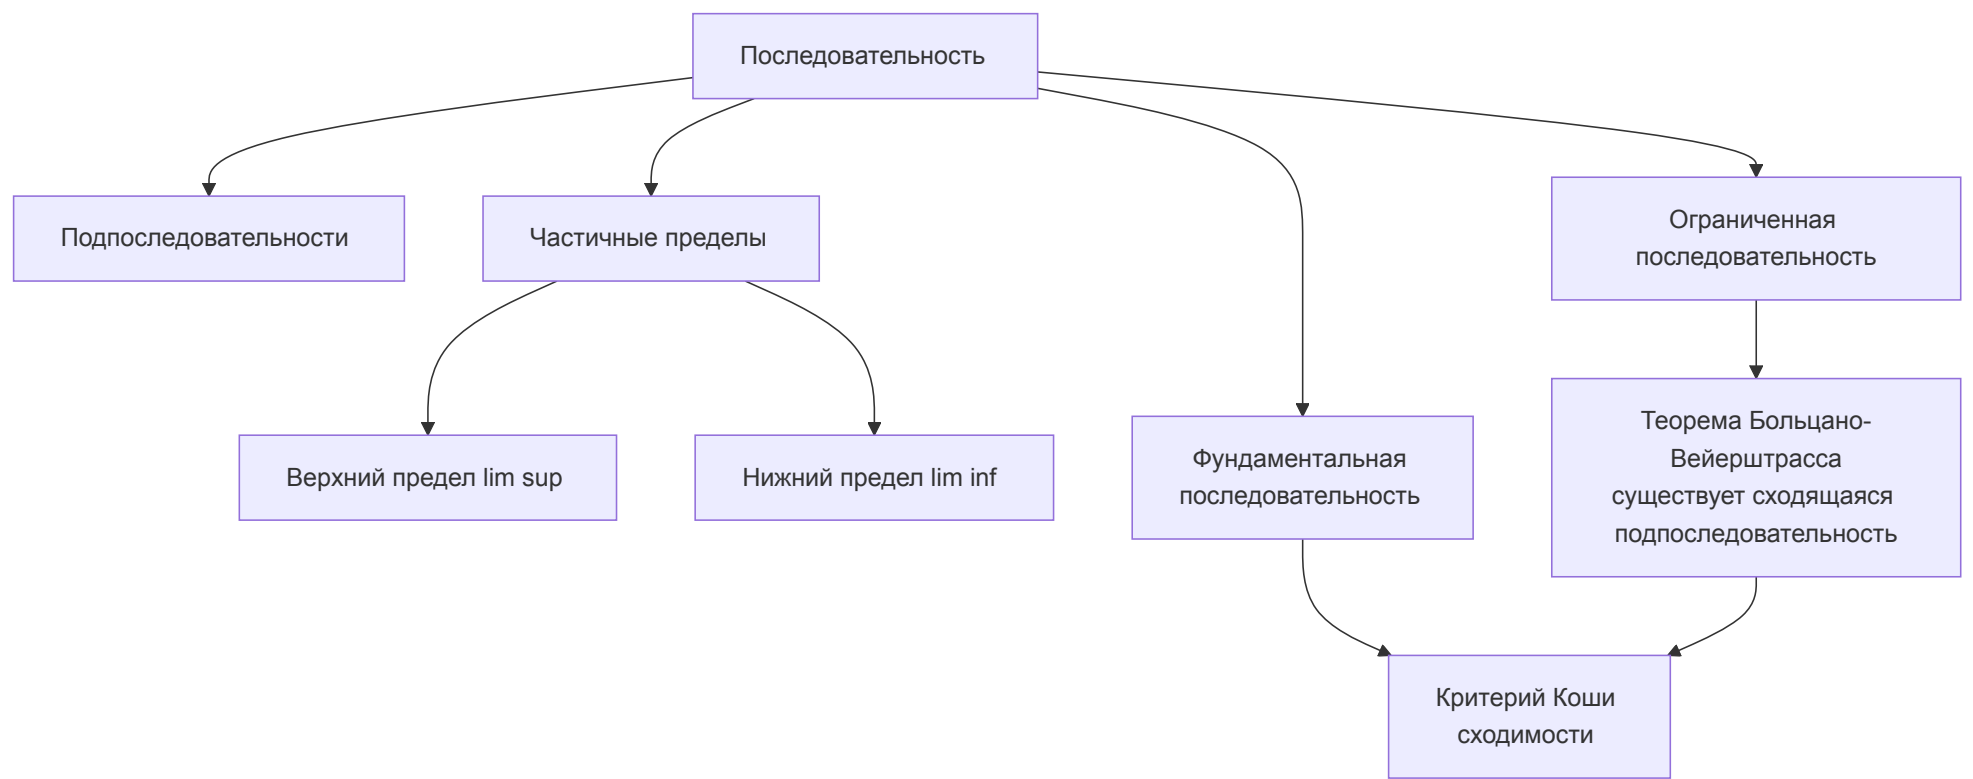 Последовательность
Подпоследовательности
Частичные пределы
Ограниченная
последовательность
Верхний предел lim sup
Нижний предел lim inf
Фундаментальная
последовательность
Теорема Больцано-
Вейерштрасса
существует сходящаяся
подпоследовательность
Критерий Коши
сходимости